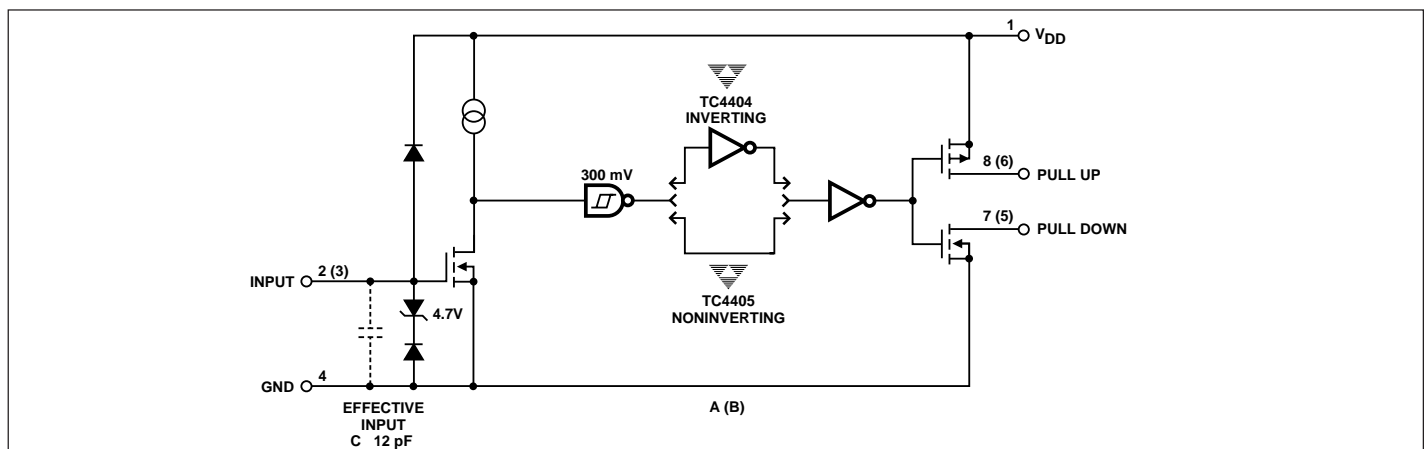 1
VDD
TC4404
INVERTING
300 mV
8 (6)
PULL UP
7 (5)
PULL DOWN
INPUT
2 (3)
4.7V
TC4405
NONINVERTING
GND
4
EFFECTIVE
INPUT
C 12 pF
A (B)